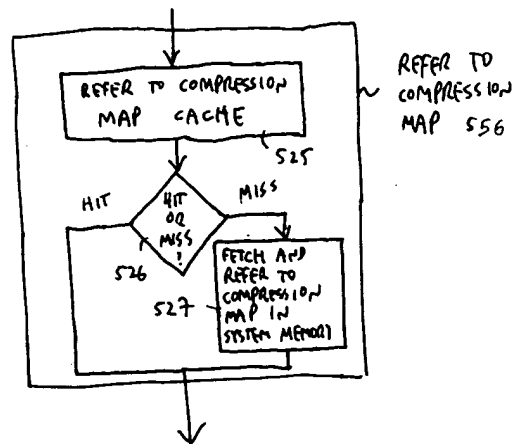 REFER TO COMPRESSION
MAP CACHE
525
REFER TO
COMPRESSION
MAP 556
HIT
MISS
HIT
OR
MISS
?
526
FETCH AND
REFER TO
COMPRESSION
MAP IN
SYSTEM MEMORY
527